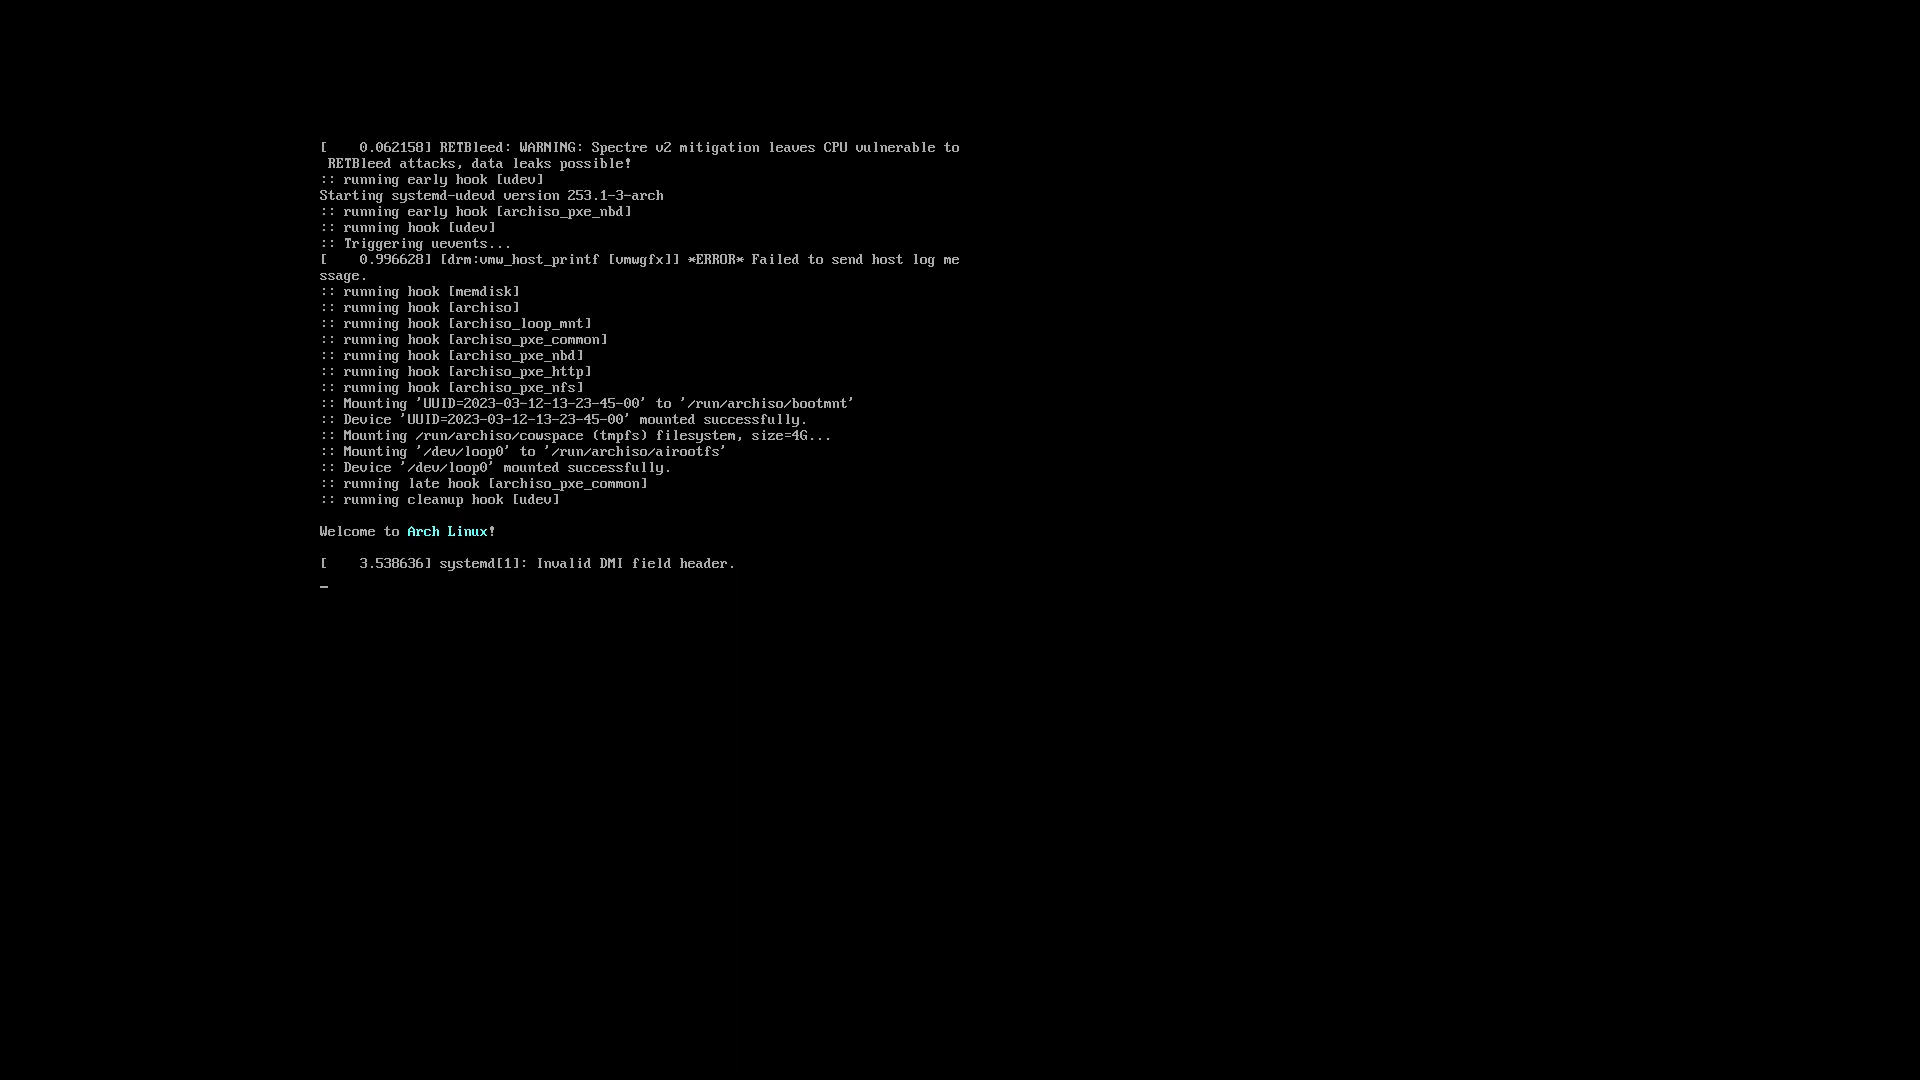 [    0.062158] RETBleed: WARNING: Spectre v2 mitigation leaves CPU vulnerable to
 RETBleed attacks, data leaks possible!
:: running early hook [udev]
Starting systemd-udevd version 253.1-3-arch
:: running early hook [archiso_pxe_nbd]
:: running hook [udev]
:: Triggering uevents...
[    0.996628] [drm:vmw_host_printf [vmwgfx]] *ERROR* Failed to send host log me
ssage.
:: running hook [memdisk]
:: running hook [archiso]
:: running hook [archiso_loop_mnt]
:: running hook [archiso_pxe_common]
:: running hook [archiso_pxe_nbd]
:: running hook [archiso_pxe_http]
:: running hook [archiso_pxe_nfs]
:: Mounting 'UUID=2023-03-12-13-23-45-00' to '/run/archiso/bootmnt'
:: Device 'UUID=2023-03-12-13-23-45-00' mounted successfully.
:: Mounting /run/archiso/cowspace (tmpfs) filesystem, size=4G...
:: Mounting '/dev/loop0' to '/run/archiso/airootfs'
:: Device '/dev/loop0' mounted successfully.
:: running late hook [archiso_pxe_common]
:: running cleanup hook [udev]

Welcome to Arch Linux!

[    3.538636] systemd[1]: Invalid DMI field header.
_